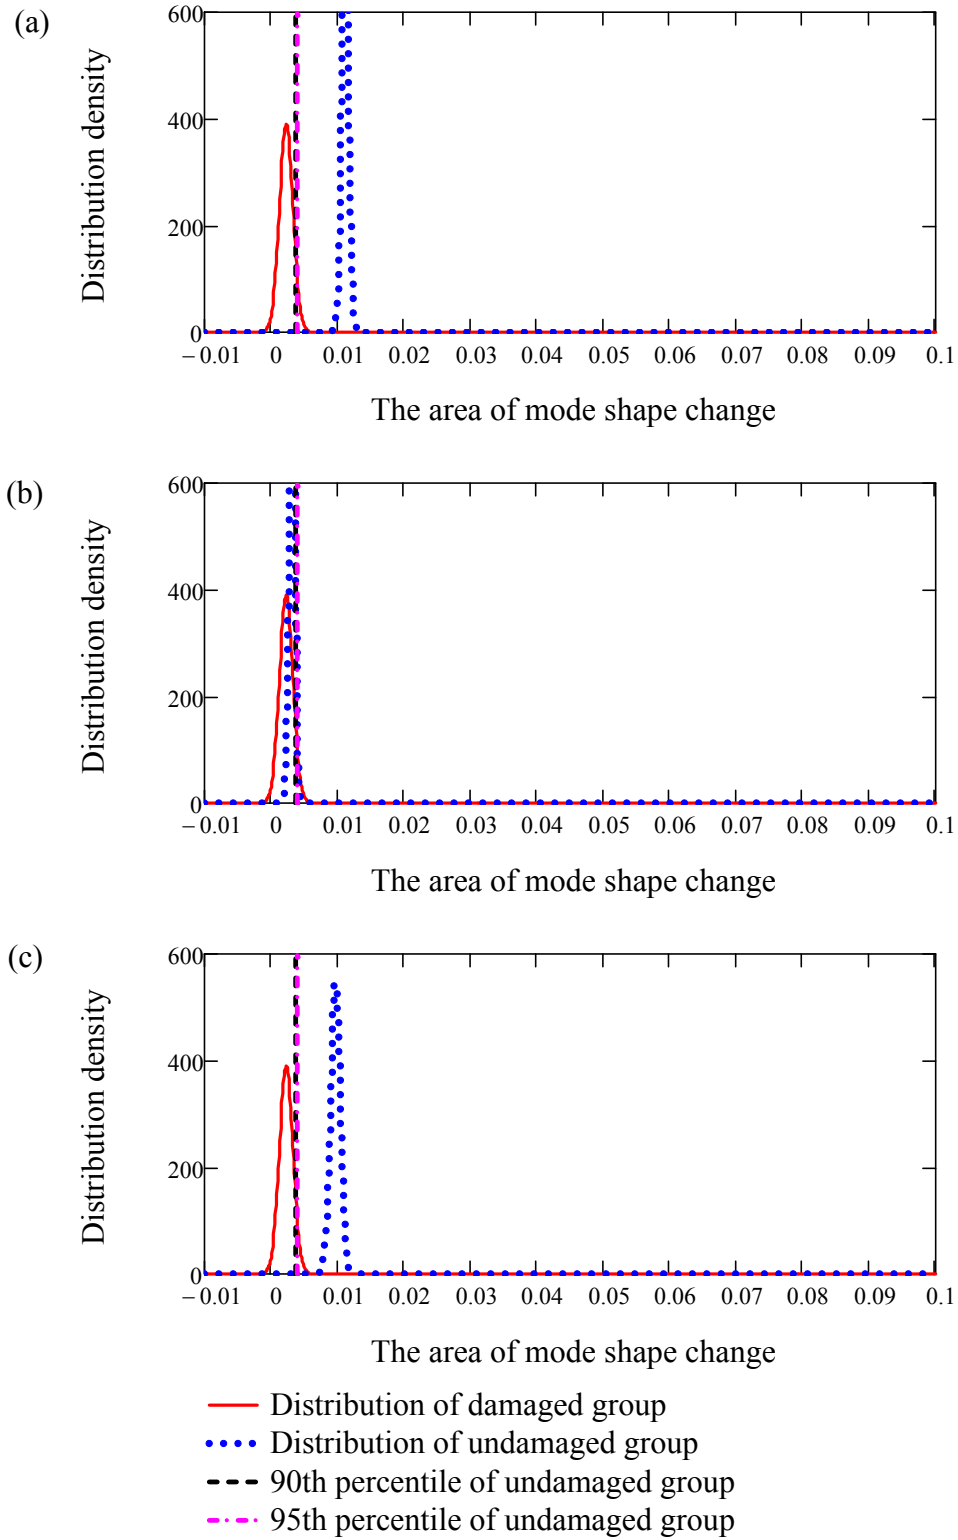 (a)
Distribution density
600
400
200
0
−0.01 0 0.01 0.02 0.03 0.04 0.05 0.06 0.07 0.08 0.09 0.1
The area of mode shape change
(b)
Distribution density
600
400
200
0
−0.01 0 0.01 0.02 0.03 0.04 0.05 0.06 0.07 0.08 0.09 0.1
The area of mode shape change
(c)
Distribution density
600
400
200
0
−0.01 0 0.01 0.02 0.03 0.04 0.05 0.06 0.07 0.08 0.09 0.1
The area of mode shape change
Distribution of damaged group
Distribution of undamaged group
90th percentile of undamaged group
95th percentile of undamaged group